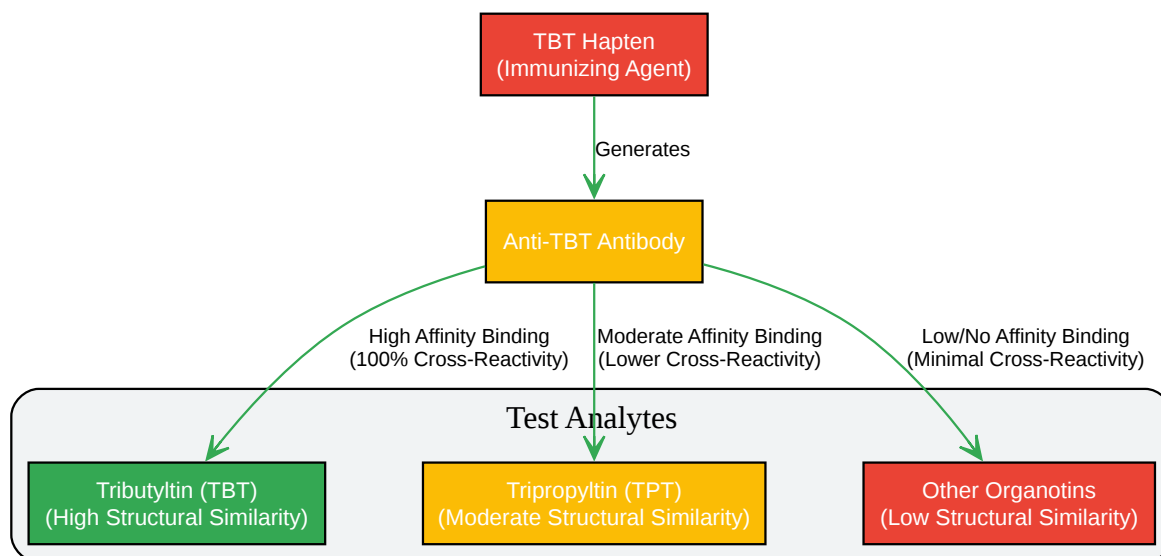 TBT Hapten
(Immunizing Agent)
Generates
Anti-TBT Antibody
High Affinity Binding
(100% Cross-Reactivity)
Moderate Affinity Binding
(Lower Cross-Reactivity)
Low/No Affinity Binding
(Minimal Cross-Reactivity)
Test Analytes
Tributyltin (TBT)
(High Structural Similarity)
Tripropyltin (TPT)
(Moderate Structural Similarity)
Other Organotins
(Low Structural Similarity)